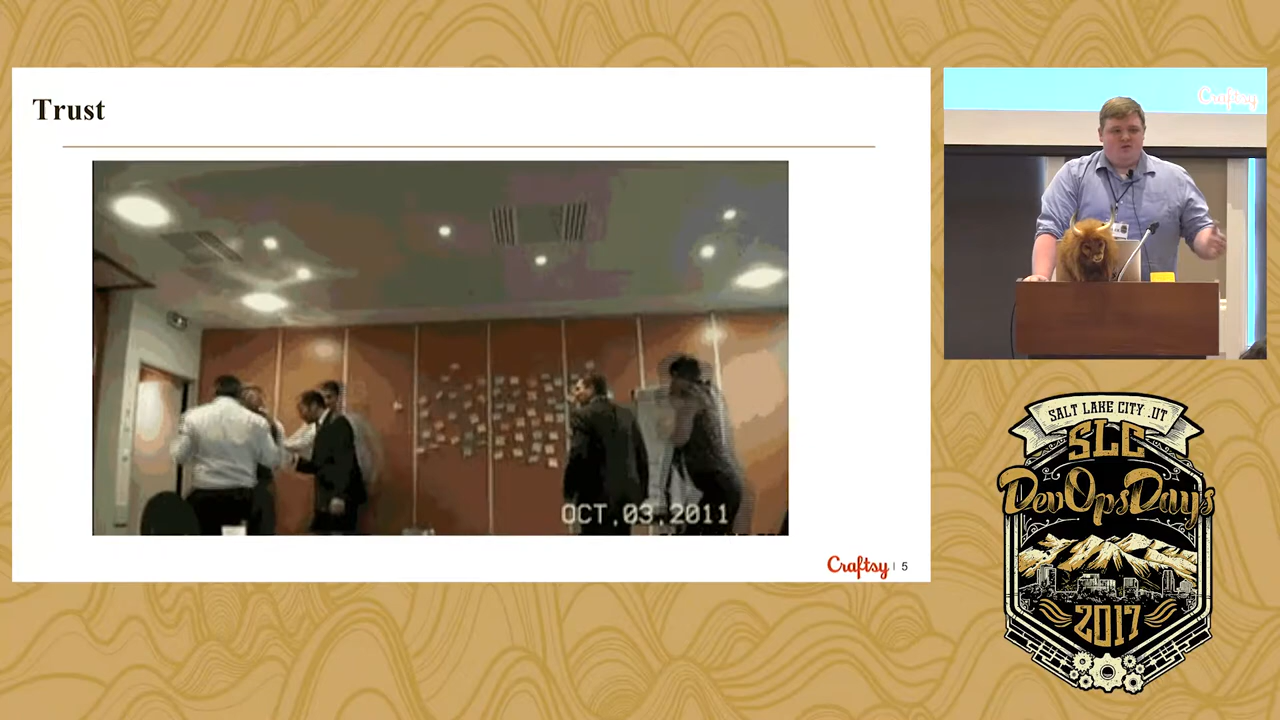 Trust
OCT.03.2011
Craftsy | 5
Craftsy
SALT LAKE CITY .UT
SLC
DevOpsDays
2017